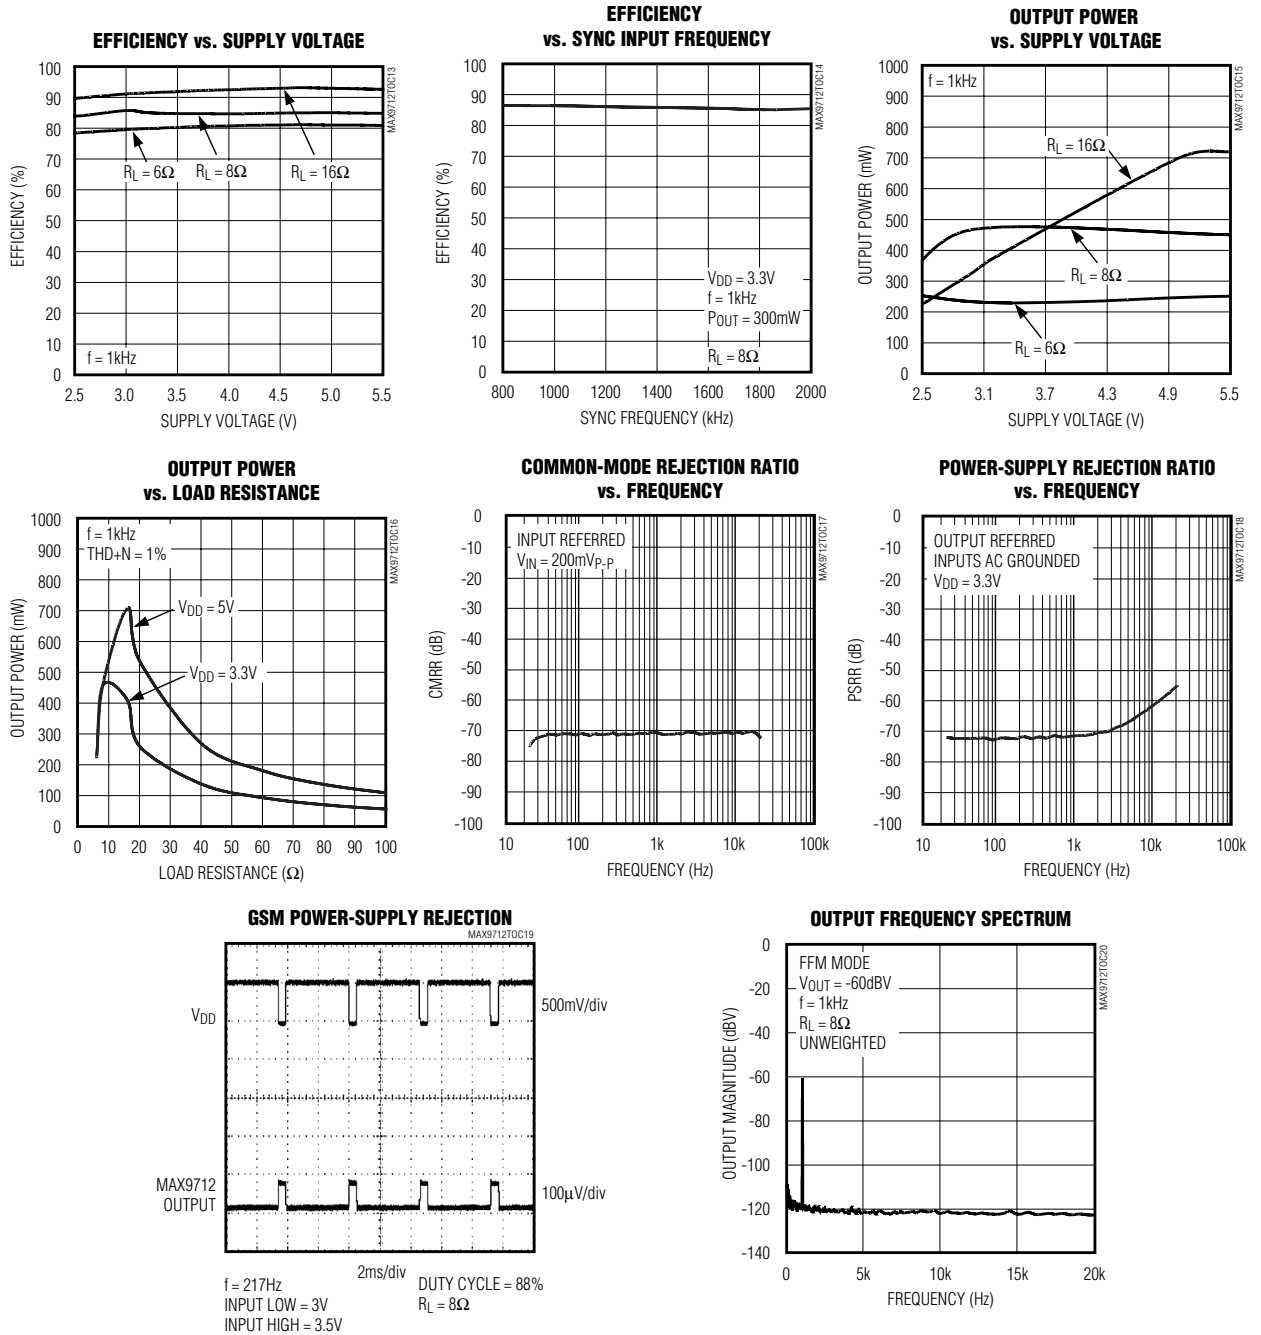 EFFICIENCY vs. SUPPLY VOLTAGE
100
90
80
70
60
50
40
30
20
10
0
EFFICIENCY (%)
RL = 6Ω
RL = 8Ω
RL = 16Ω
f = 1kHz
2.5 3.0 3.5 4.0 4.5 5.0 5.5
SUPPLY VOLTAGE (V)
MAX9712TOC13
EFFICIENCY
vs. SYNC INPUT FREQUENCY
100
90
80
70
60
50
40
30
20
10
0
EFFICIENCY (%)
VDD = 3.3V
f = 1kHz
POUT = 300mW
RL = 8Ω
800 1000 1200 1400 1600 1800 2000
SYNC FREQUENCY (kHz)
MAX9712TOC14
OUTPUT POWER
vs. SUPPLY VOLTAGE
1000
900
800
700
600
500
400
300
200
100
0
OUTPUT POWER (mW)
f = 1kHz
RL = 16Ω
RL = 8Ω
RL = 6Ω
2.5 3.1 3.7 4.3 4.9 5.5
SUPPLY VOLTAGE (V)
MAX9712TOC15
OUTPUT POWER
vs. LOAD RESISTANCE
1000
900
800
700
600
500
400
300
200
100
0
OUTPUT POWER (mW)
f = 1kHz
THD+N = 1%
VDD = 5V
VDD = 3.3V
0 10 20 30 40 50 60 70 80 90 100
LOAD RESISTANCE (Ω)
MAX9712TOC16
COMMON-MODE REJECTION RATIO
vs. FREQUENCY
0
-10
-20
-30
-40
-50
-60
-70
-80
-90
-100
CMRR (dB)
INPUT REFERRED
VIN = 200mVP-P
10 100 1k 10k 100k
FREQUENCY (Hz)
MAX9712TOC17
POWER-SUPPLY REJECTION RATIO
vs. FREQUENCY
0
-10
-20
-30
-40
-50
-60
-70
-80
-90
-100
PSRR (dB)
OUTPUT REFERRED
INPUTS AC GROUNDED
VDD = 3.3V
10 100 1k 10k 100k
FREQUENCY (Hz)
MAX9712TOC18
GSM POWER-SUPPLY REJECTION
MAX9712TOC19
VDD
500mV/div
MAX9712
OUTPUT
100μV/div
2ms/div
f = 217Hz
INPUT LOW = 3V
INPUT HIGH = 3.5V
DUTY CYCLE = 88%
RL = 8Ω
OUTPUT FREQUENCY SPECTRUM
0
-20
-40
-60
-80
-100
-120
-140
OUTPUT MAGNITUDE (dBV)
FFM MODE
VOUT = -60dBV
f = 1kHz
RL = 8Ω
UNWEIGHTED
0 5k 10k 15k 20k
FREQUENCY (Hz)
MAX9712TOC20